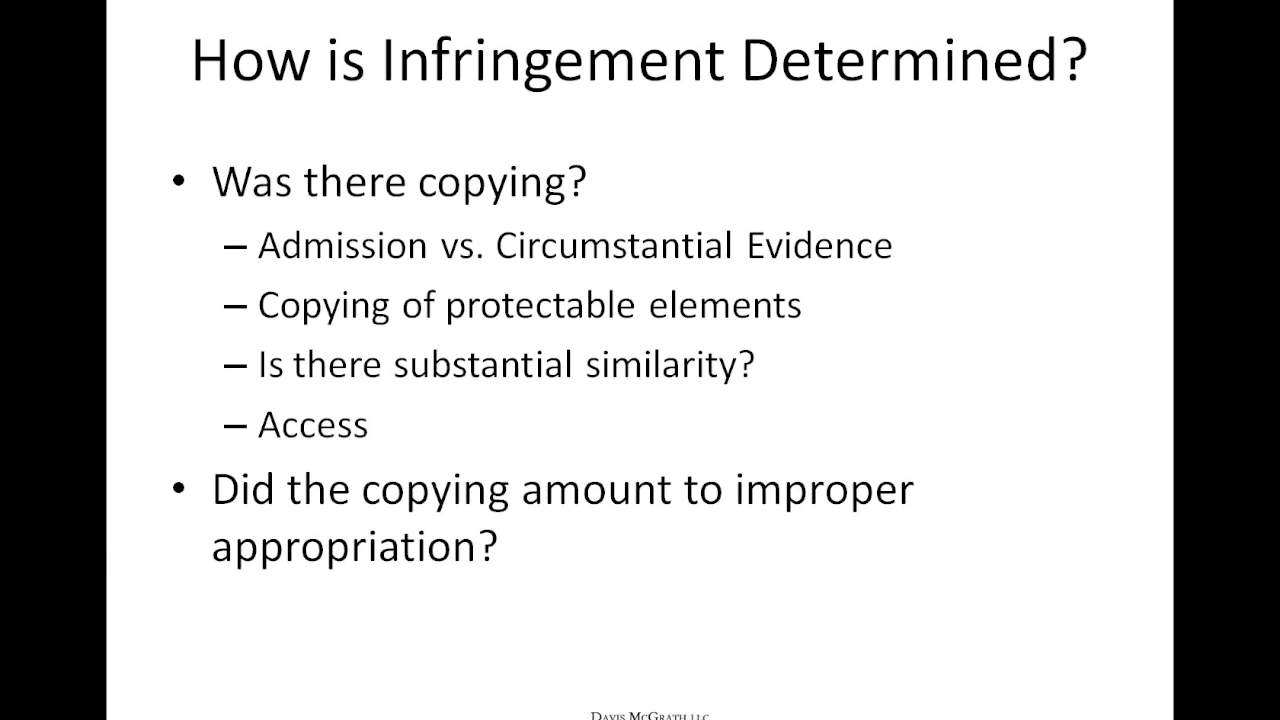 How is Infringement Determined?
• Was there copying?
– Admission vs. Circumstantial Evidence
– Copying of protectable elements
– Is there substantial similarity?
– Access
• Did the copying amount to improper
appropriation?
Davis McGrath LLC